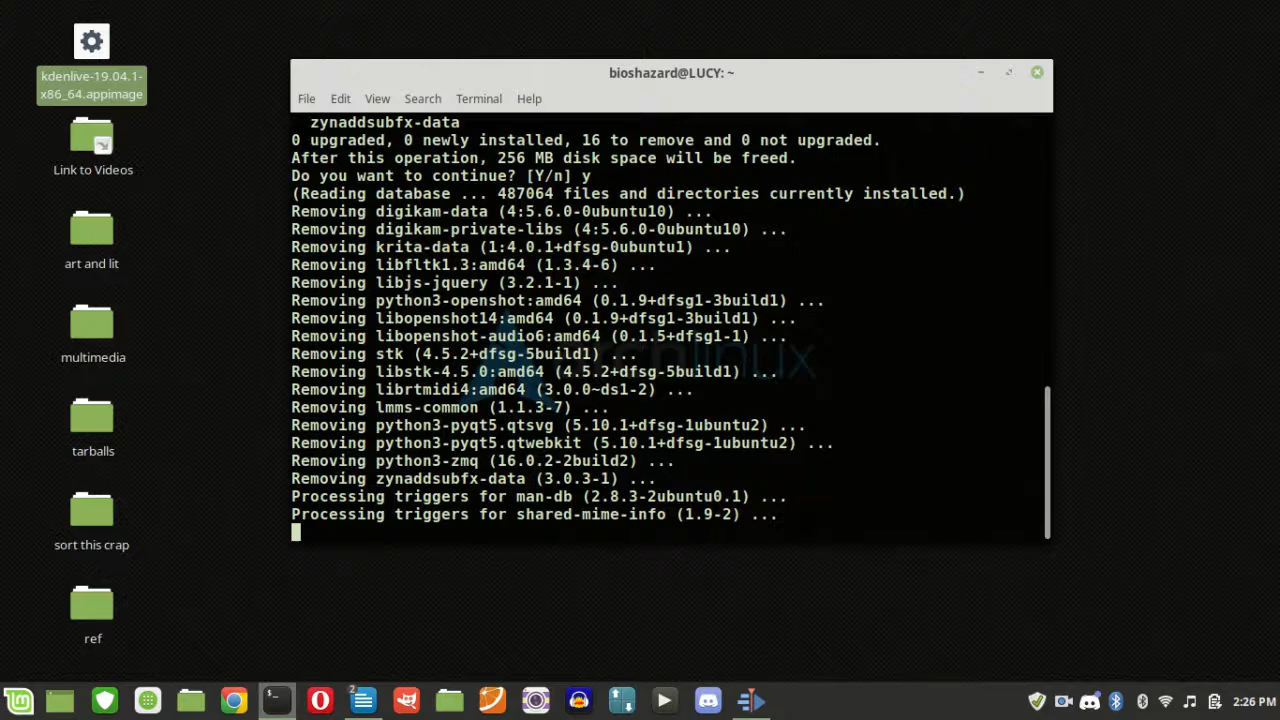 kdenlive-19.04.1-
x86_64.appimage
Link to Videos
art and lit
multimedia
tarballs
sort this crap
ref
bioshazard@LUCY: ~
File Edit View Search Terminal Help
zynaddsubfx-data
0 upgraded, 0 newly installed, 16 to remove and 0 not upgraded.
After this operation, 256 MB disk space will be freed.
Do you want to continue? [Y/n] y
(Reading database ... 487064 files and directories currently installed.)
Removing digikam-data (4:5.6.0-0ubuntu10) ...
Removing digikam-private-libs (4:5.6.0-0ubuntu10) ...
Removing krita-data (1:4.0.1+dfsg-0ubuntu1) ...
Removing libfltk1.3:amd64 (1.3.4-6) ...
Removing libjs-jquery (3.2.1-1) ...
Removing python3-openshot:amd64 (0.1.9+dfsg1-3build1) ...
Removing libopenshot14:amd64 (0.1.9+dfsg1-3build1) ...
Removing libopenshot-audio6:amd64 (0.1.5+dfsg1-1) ...
Removing stk (4.5.2+dfsg-5build1) ...
Removing libstk-4.5.0:amd64 (4.5.2+dfsg-5build1) ...
Removing librtmidi4:amd64 (3.0.0~ds1-2) ...
Removing lmms-common (1.1.3-7) ...
Removing python3-pyqt5.qtsvg (5.10.1+dfsg-1ubuntu2) ...
Removing python3-pyqt5.qtwebkit (5.10.1+dfsg-1ubuntu2) ...
Removing python3-zmq (16.0.2-2build2) ...
Removing zynaddsubfx-data (3.0.3-1) ...
Processing triggers for man-db (2.8.3-2ubuntu0.1) ...
Processing triggers for shared-mime-info (1.9-2) ...
2
2:26 PM